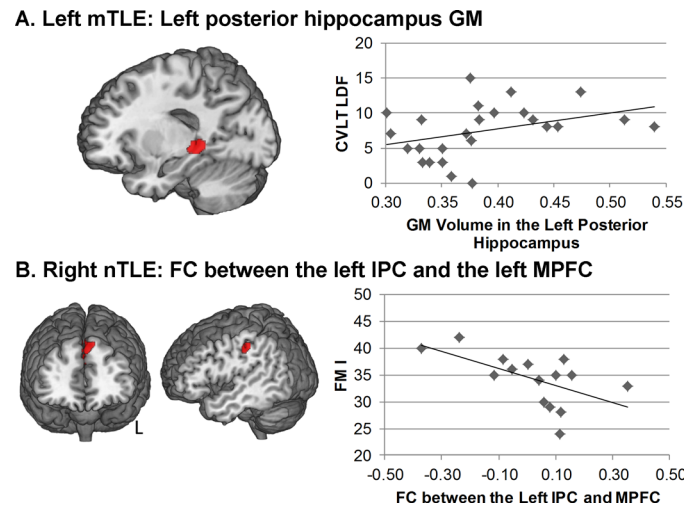 A. Left mTLE: Left posterior hippocampus GM
20
15
10
5
0
CVLT LDF
0.30 0.35 0.40 0.45 0.50 0.55
GM Volume in the Left Posterior
Hippocampus
B. Right nTLE: FC between the left IPC and the left MPFC
50
45
40
35
30
25
20
FM I
-0.50 -0.30 -0.10 0.10 0.30 0.50
FC between the Left IPC and MPFC
L